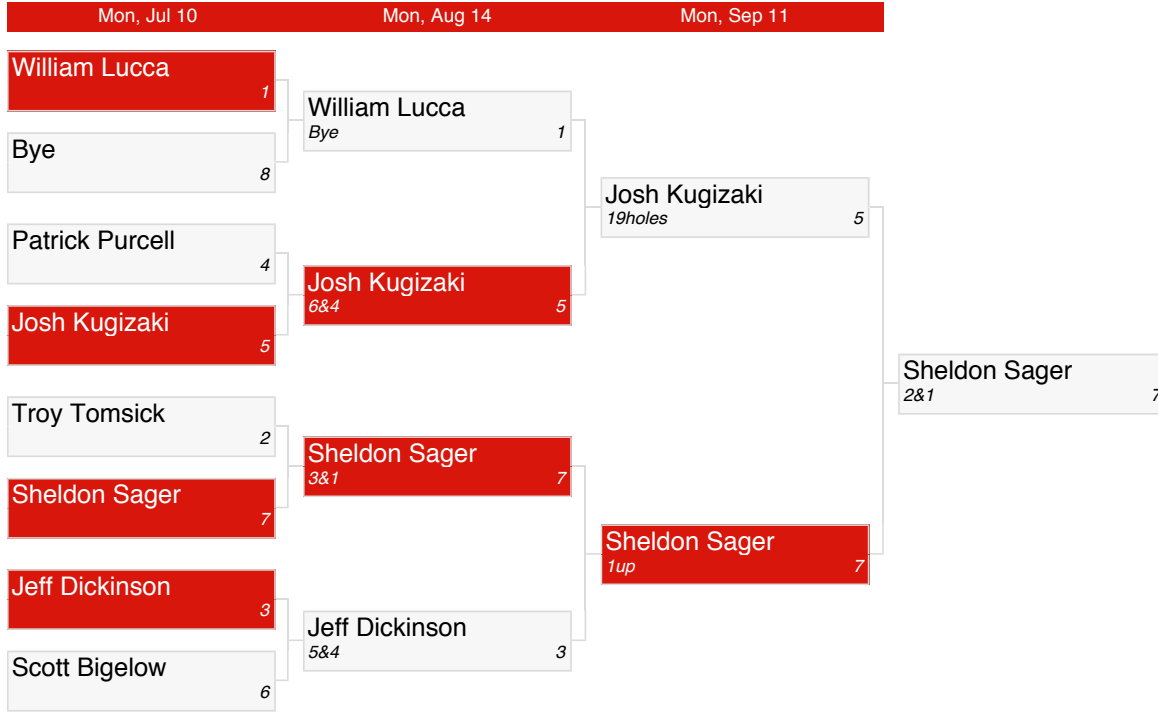 Mon, Jul 10 Mon, Aug 14 Mon, Sep 11
William Lucca
1
Bye
8
Patrick Purcell
4
Josh Kugizaki
5
Troy Tomsick
2
Sheldon Sager
7
Jeff Dickinson
3
Scott Bigelow
6
William Lucca
Bye 1
Josh Kugizaki
6&4 5
Sheldon Sager
3&1 7
Jeff Dickinson
5&4 3
Josh Kugizaki
19holes 5
Sheldon Sager
1up 7
Sheldon Sager
2&1 7